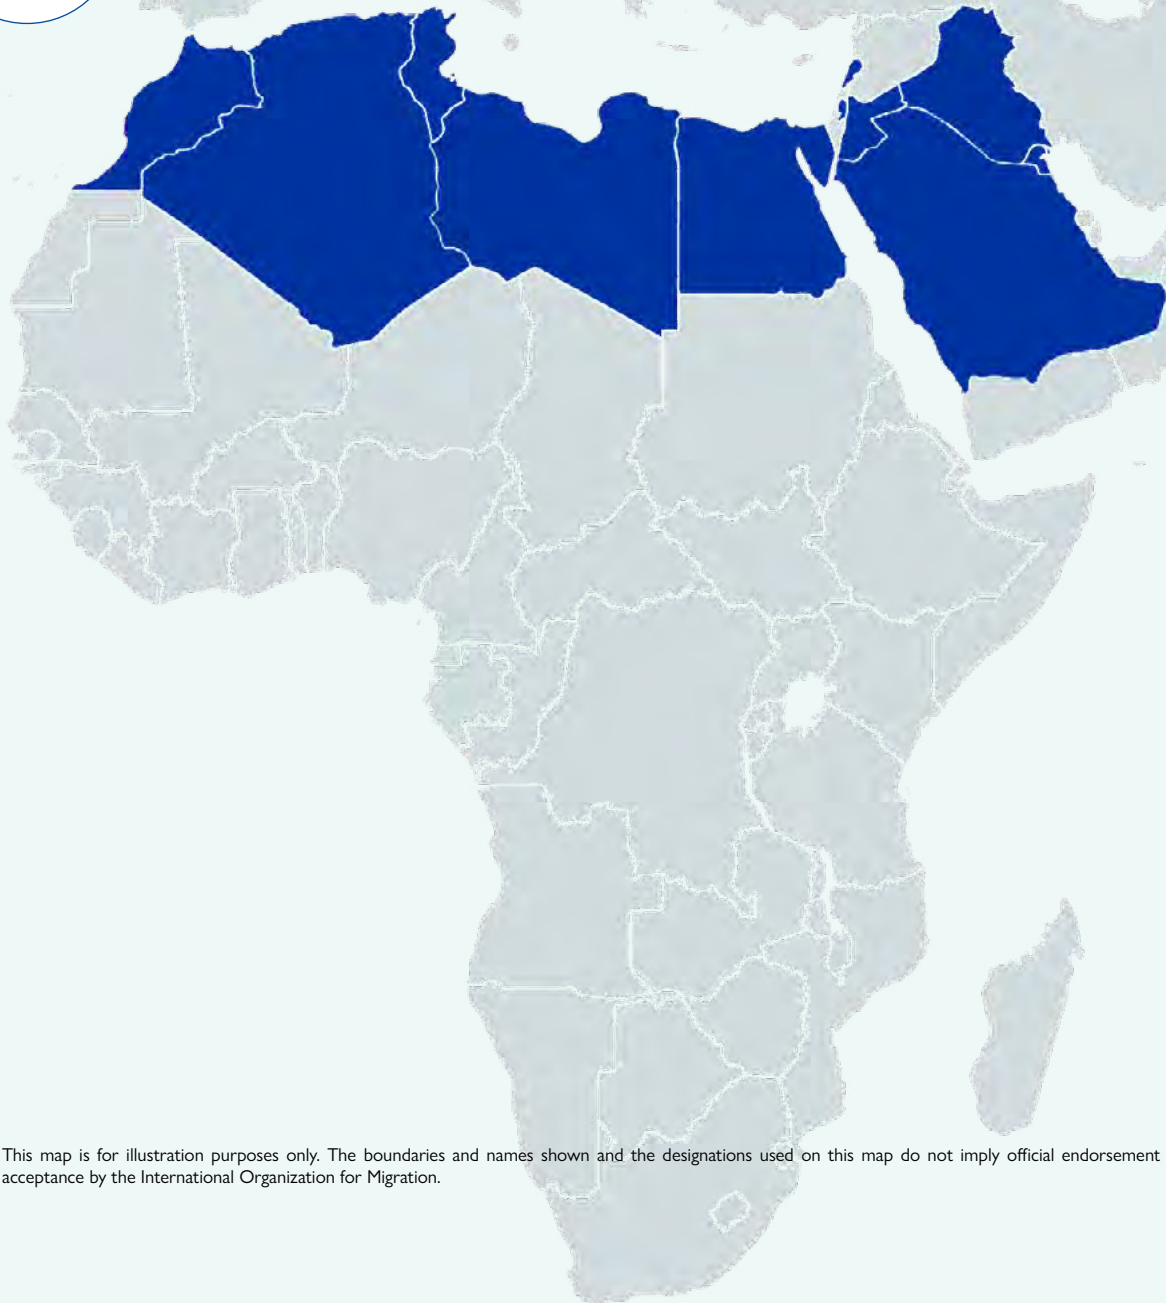 This map is for illustration purposes only. The boundaries and names shown and the designations used on this map do not imply official endorsement
acceptance by the International Organization for Migration.